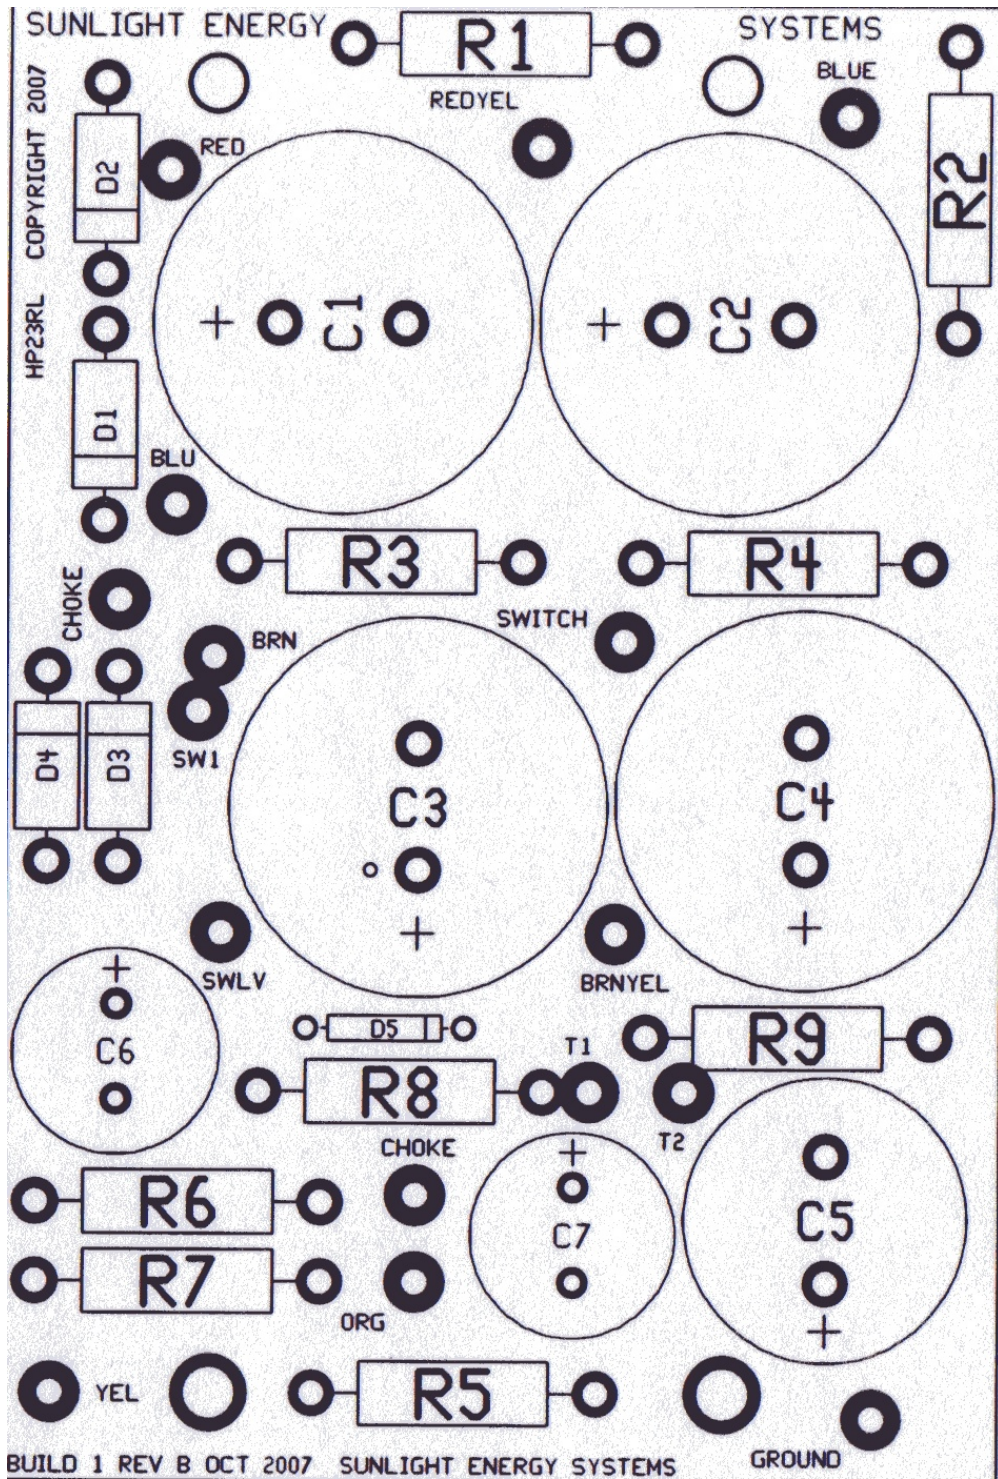 SUNLIGHT ENERGY SYSTEMS
R1
BLUE
REDYEL
HP23RL COPYRIGHT 2007
D2
RED
R2
C1
C2
D1
BLU
R3
R4
CHOKE
SWITCH
BRN
SW1
D4
D3
C3
C4
SWLV
BRNYEL
C6
D5
T1
R9
R8
T2
CHOKE
R6
C7
C5
R7
ORG
YEL
R5
GROUND
BUILD 1 REV B OCT 2007 SUNLIGHT ENERGY SYSTEMS